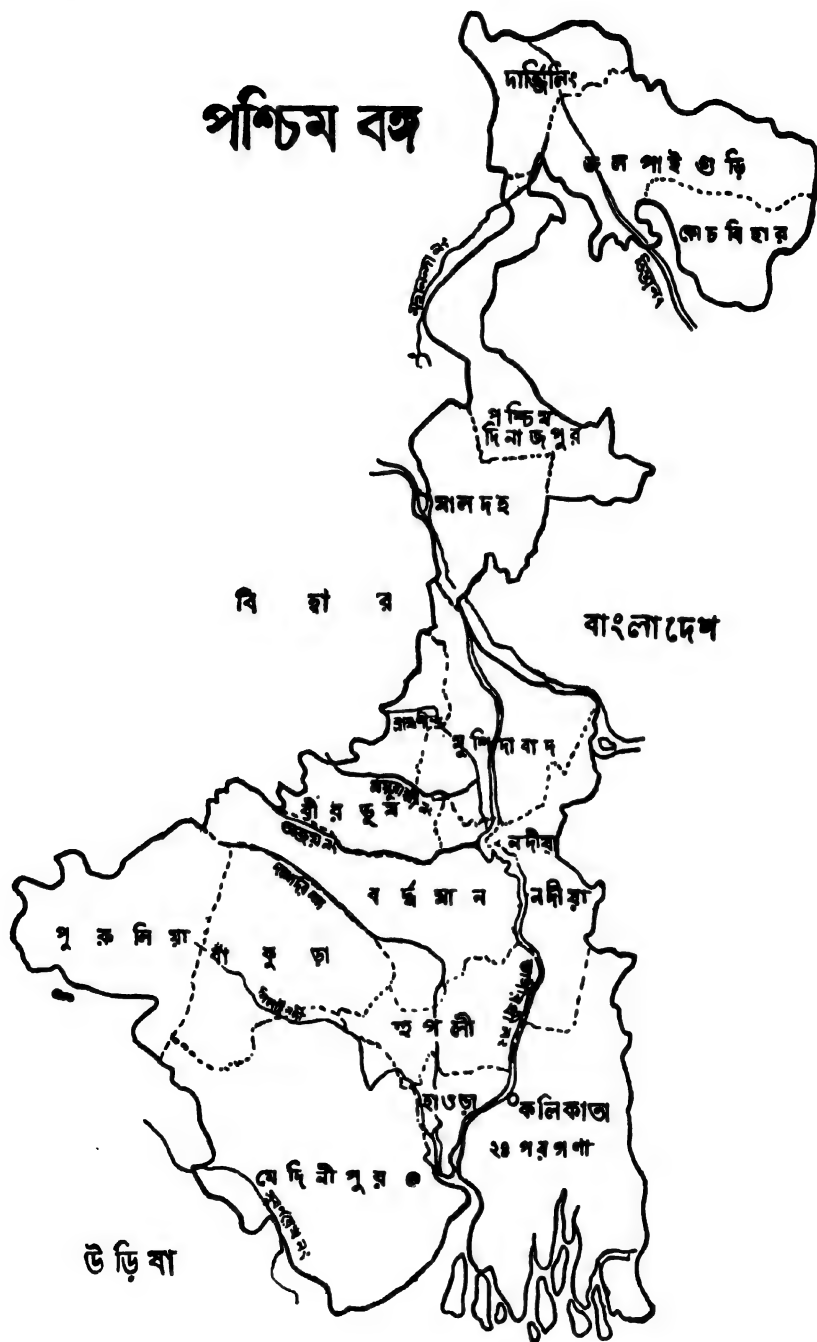 পশ্চিম বঙ্গ
দার্জ্জিলিং
জলপাইগুড়ি
কোচবিহার
পশ্চিম
দিনাজপুর
মালদহ
বিহার
বাংলাদেশ
মুর্শিদাবাদ
বীরভূম
নদীয়া
বর্দ্ধমান
নদীয়া
পুরুলিয়া
বাঁকুড়া
হুগলী
হাওড়া
কলিকাতা
২৪ পরগণা
মেদিনীপুর
উড়িষা